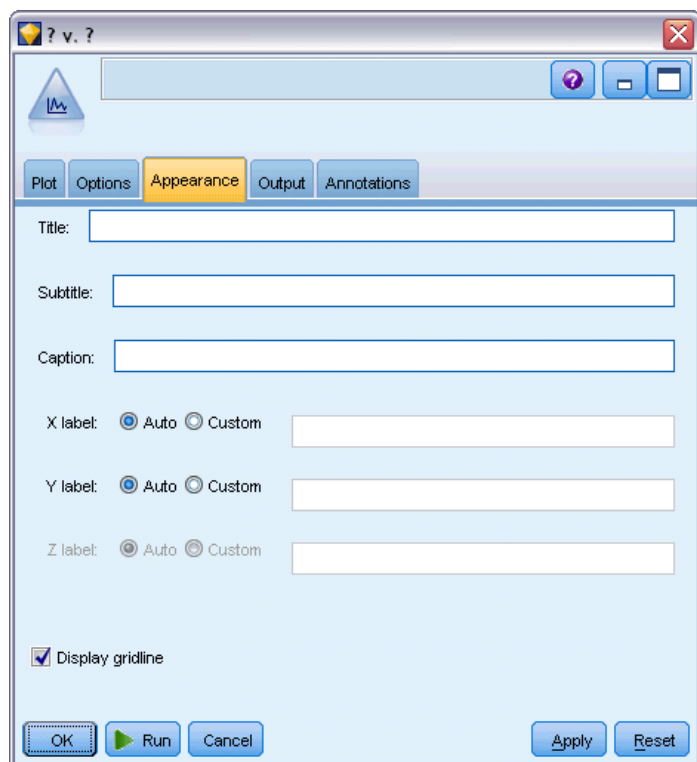 ? v. ?
?
Plot Options Appearance Output Annotations
Title:
Subtitle:
Caption:
X label: Auto Custom
Y label: Auto Custom
Z label: Auto Custom
Display gridline
OK Run Cancel Apply Reset